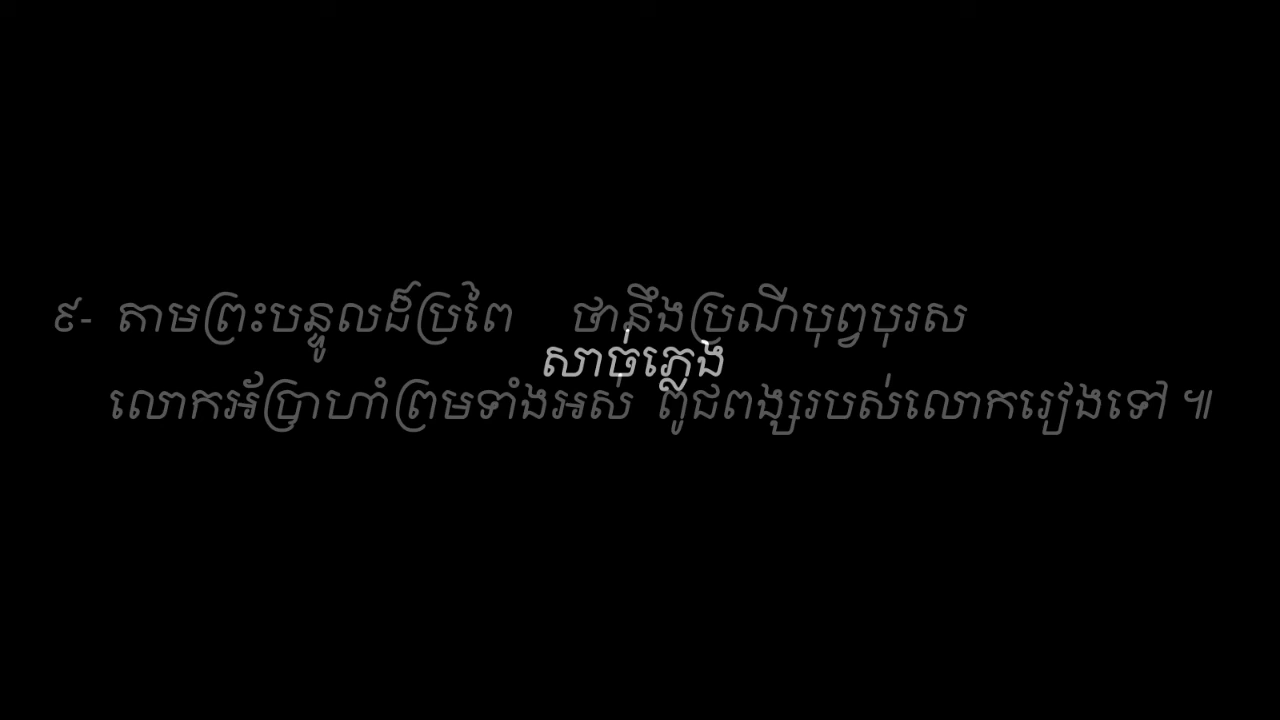 ៩- តាមព្រះបន្ទូលដ៏ប្រពៃ ថានឹងប្រណីបុព្វបុរស
សាច់ភ្លេង
លោកអ័ប្រាហាំព្រមទាំងអស់ ពូជពង្សរបស់លោករៀងទៅ ៕